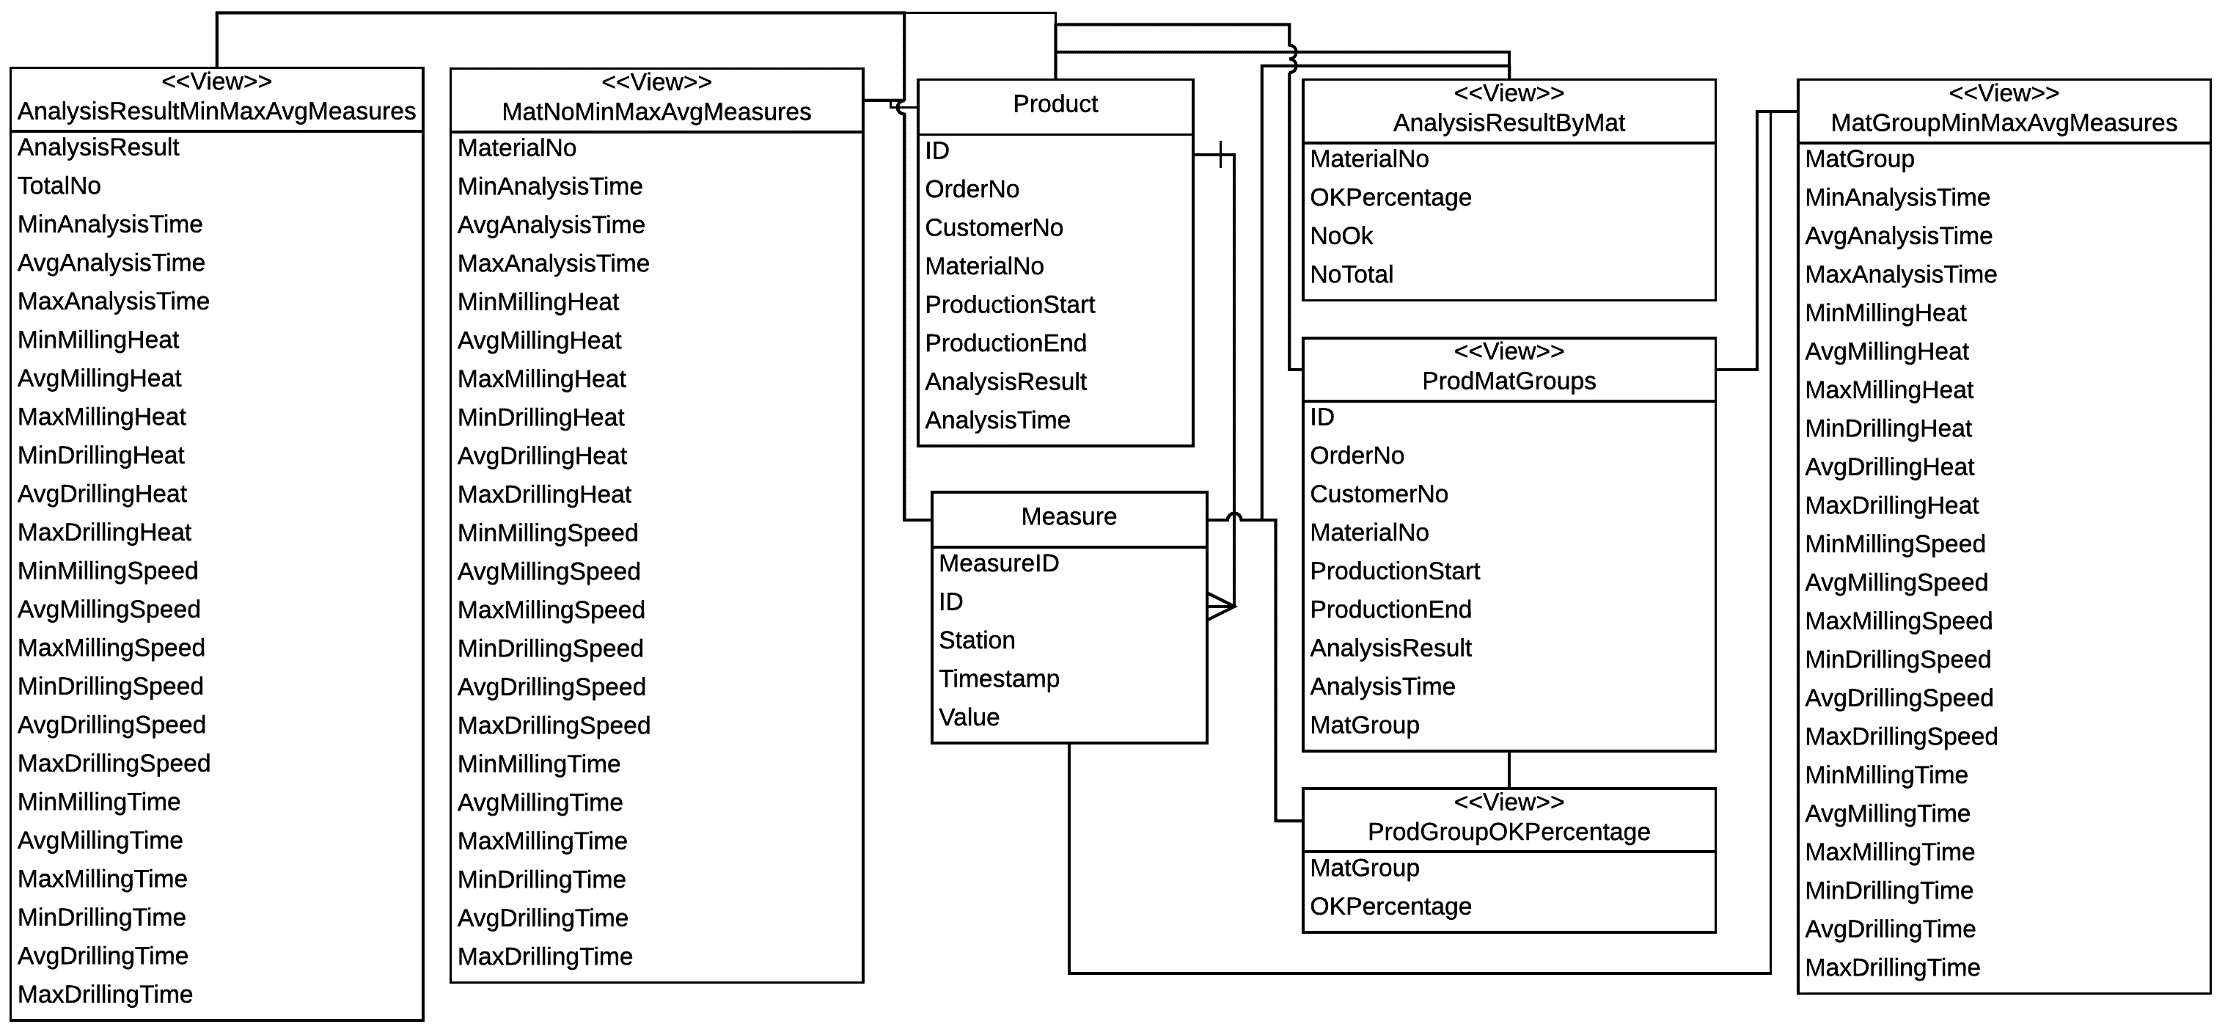 <<View>>
AnalysisResultMinMaxAvgMeasures
AnalysisResult
TotalNo
MinAnalysisTime
AvgAnalysisTime
MaxAnalysisTime
MinMillingHeat
AvgMillingHeat
MaxMillingHeat
MinDrillingHeat
AvgDrillingHeat
MaxDrillingHeat
MinMillingSpeed
AvgMillingSpeed
MaxMillingSpeed
MinDrillingSpeed
AvgDrillingSpeed
MaxDrillingSpeed
MinMillingTime
AvgMillingTime
MaxMillingTime
MinDrillingTime
AvgDrillingTime
MaxDrillingTime
<<View>>
MatNoMinMaxAvgMeasures
MaterialNo
MinAnalysisTime
AvgAnalysisTime
MaxAnalysisTime
MinMillingHeat
AvgMillingHeat
MaxMillingHeat
MinDrillingHeat
AvgDrillingHeat
MaxDrillingHeat
MinMillingSpeed
AvgMillingSpeed
MaxMillingSpeed
MinDrillingSpeed
AvgDrillingSpeed
MaxDrillingSpeed
MinMillingTime
AvgMillingTime
MaxMillingTime
MinDrillingTime
AvgDrillingTime
MaxDrillingTime
Product
ID
OrderNo
CustomerNo
MaterialNo
ProductionStart
ProductionEnd
AnalysisResult
AnalysisTime
Measure
MeasureID
ID
Station
Timestamp
Value
<<View>>
AnalysisResultByMat
MaterialNo
OKPercentage
NoOk
NoTotal
<<View>>
ProdMatGroups
ID
OrderNo
CustomerNo
MaterialNo
ProductionStart
ProductionEnd
AnalysisResult
AnalysisTime
MatGroup
<<View>>
ProdGroupOKPercentage
MatGroup
OKPercentage
<<View>>
MatGroupMinMaxAvgMeasures
MatGroup
MinAnalysisTime
AvgAnalysisTime
MaxAnalysisTime
MinMillingHeat
AvgMillingHeat
MaxMillingHeat
MinDrillingHeat
AvgDrillingHeat
MaxDrillingHeat
MinMillingSpeed
AvgMillingSpeed
MaxMillingSpeed
MinDrillingSpeed
AvgDrillingSpeed
MaxDrillingSpeed
MinMillingTime
AvgMillingTime
MaxMillingTime
MinDrillingTime
AvgDrillingTime
MaxDrillingTime